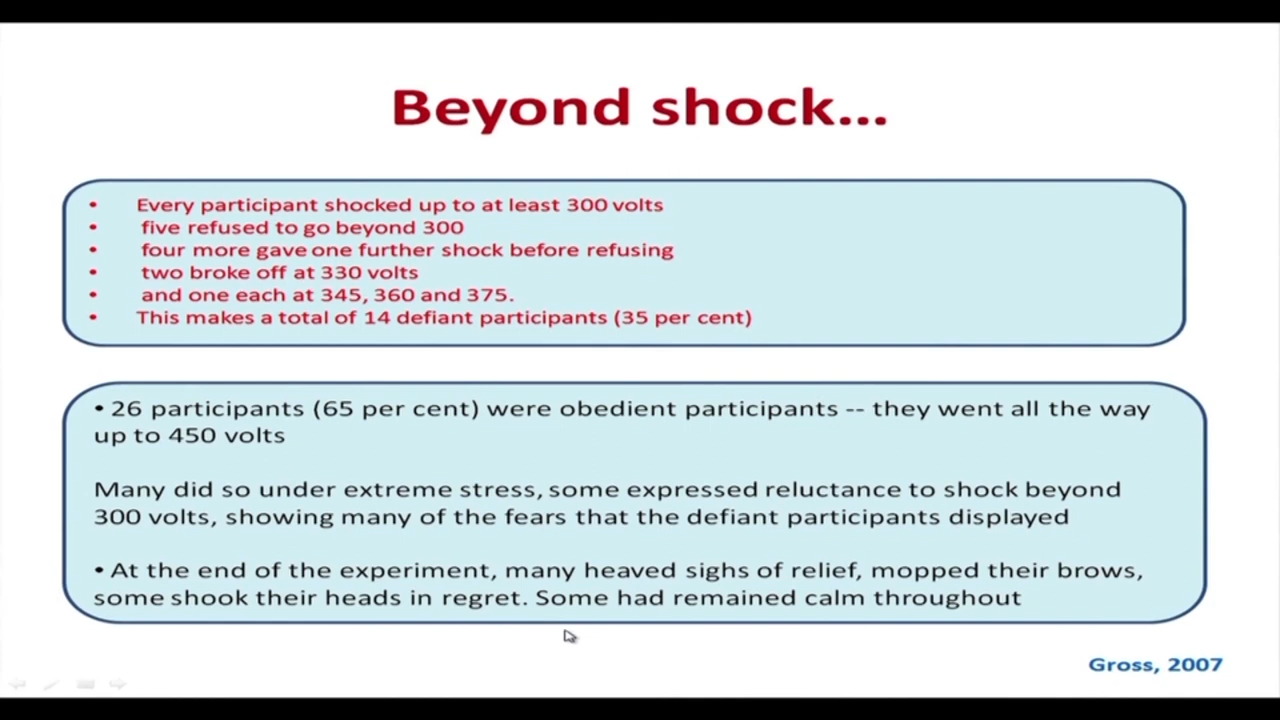 Beyond shock...
• Every participant shocked up to at least 300 volts
• five refused to go beyond 300
• four more gave one further shock before refusing
• two broke off at 330 volts
• and one each at 345, 360 and 375.
• This makes a total of 14 defiant participants (35 per cent)
• 26 participants (65 per cent) were obedient participants -- they went all the way
up to 450 volts
Many did so under extreme stress, some expressed reluctance to shock beyond
300 volts, showing many of the fears that the defiant participants displayed
• At the end of the experiment, many heaved sighs of relief, mopped their brows,
some shook their heads in regret. Some had remained calm throughout
Gross, 2007